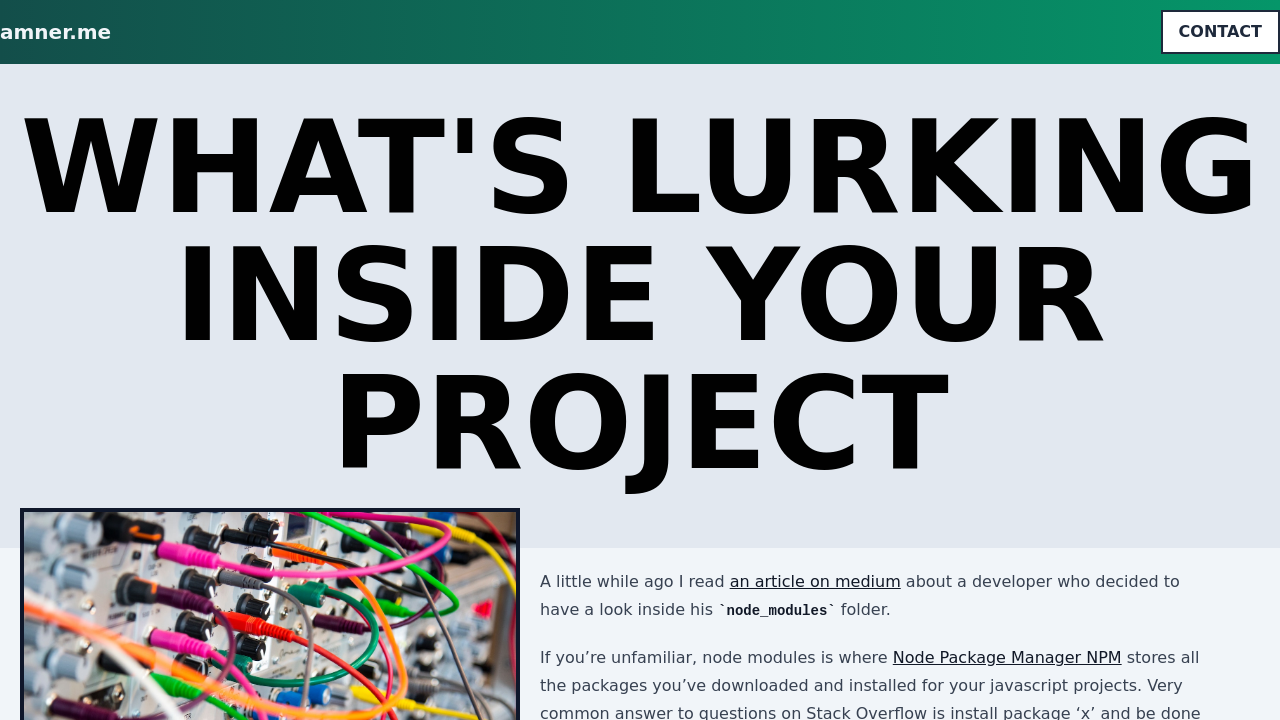 amner.me
CONTACT
WHAT'S LURKING
INSIDE YOUR
PROJECT
A little while ago I read an article on medium about a developer who decided to
have a look inside his `node_modules` folder.
If you’re unfamiliar, node modules is where Node Package Manager NPM stores all
the packages you’ve downloaded and installed for your javascript projects. Very
common answer to questions on Stack Overflow is install package ‘x’ and be done